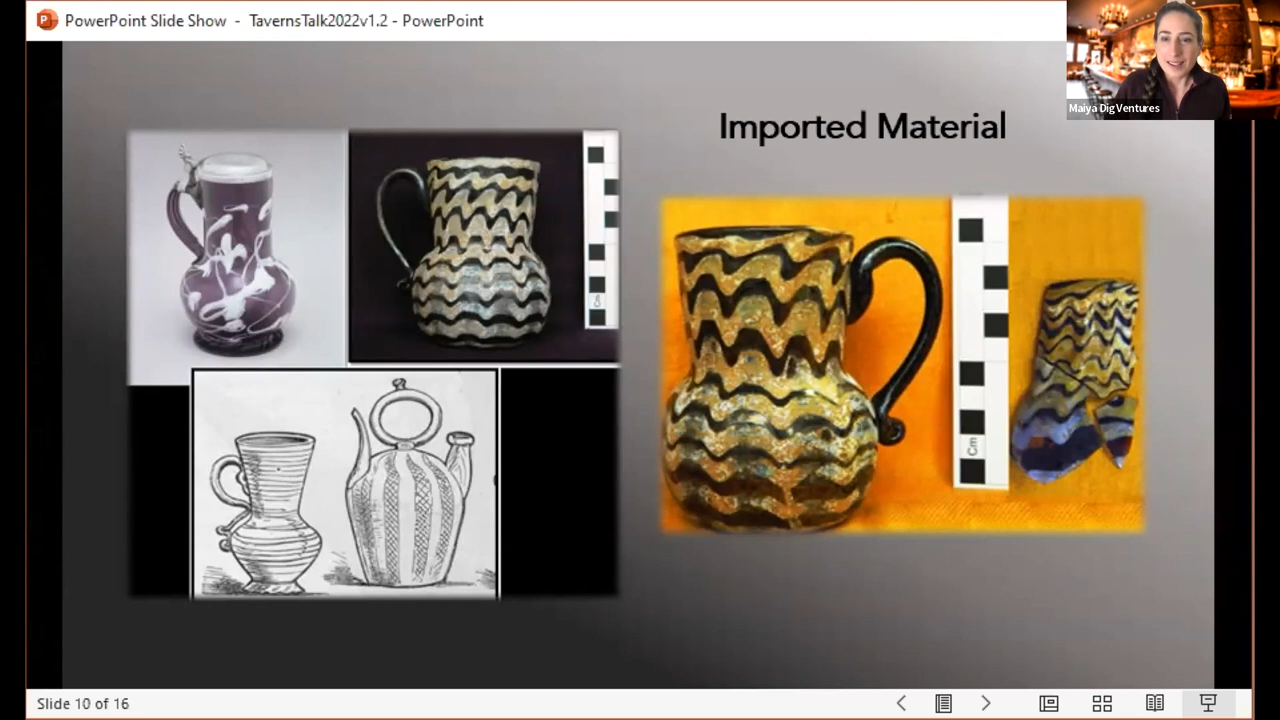 PowerPoint Slide Show - TavernsTalk2022v1.2 - PowerPoint
Maiya DigVentures
Imported Material
Cm
Slide 10 of 16